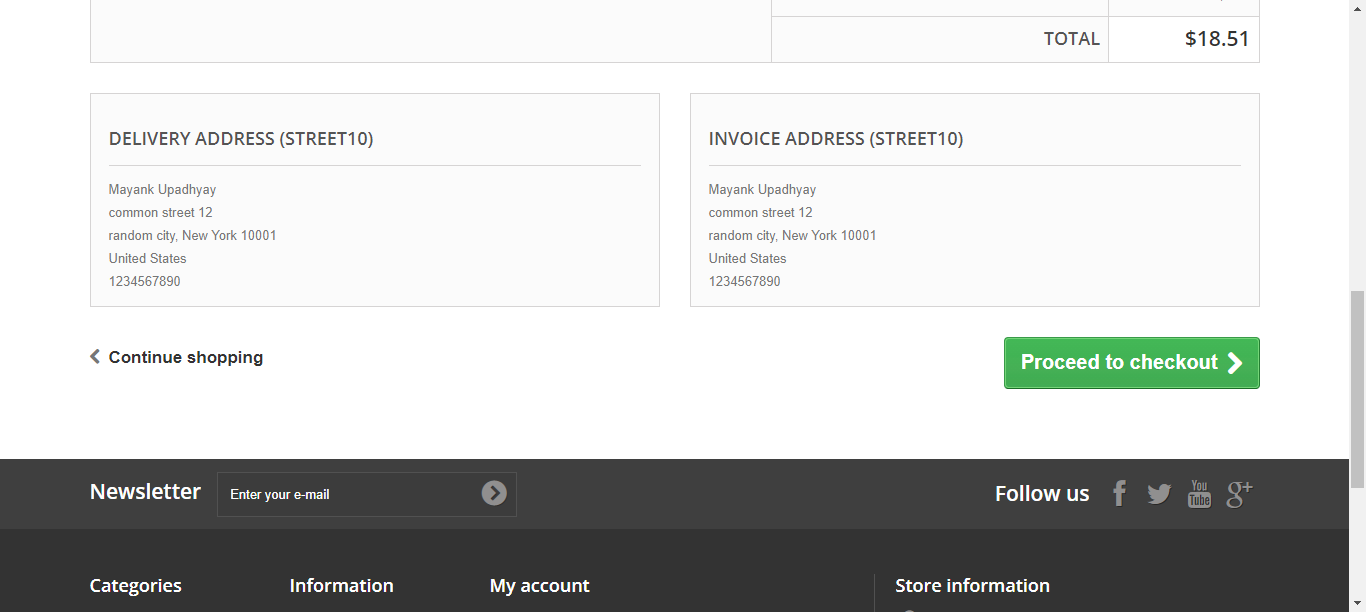 TOTAL $18.51
DELIVERY ADDRESS (STREET10)
Mayank Upadhyay
common street 12
random city, New York 10001
United States
1234567890
INVOICE ADDRESS (STREET10)
Mayank Upadhyay
common street 12
random city, New York 10001
United States
1234567890
Continue shopping
Proceed to checkout
Newsletter
Enter your e-mail
Follow us
You
Tube
g+
Categories
Information
My account
Store information